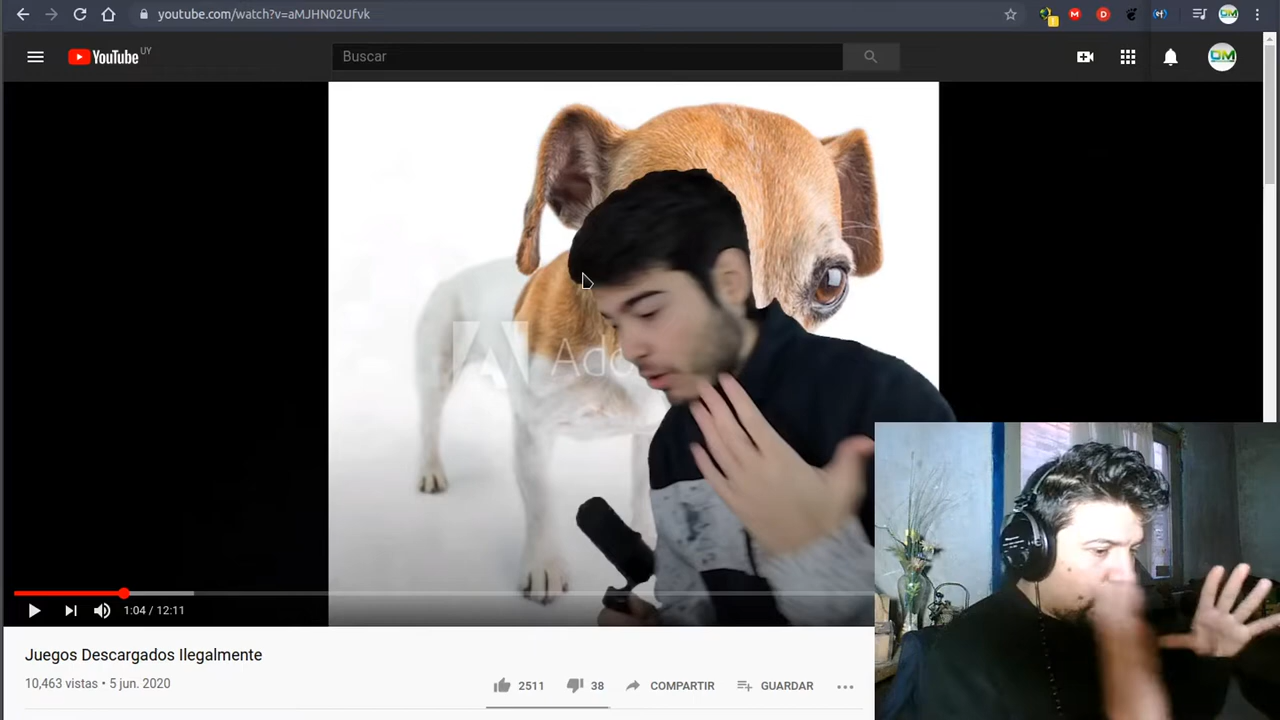 youtube.com/watch?v=aMJHN02Ufvk
YouTube UY
Buscar
Ado
1:04 / 12:11
Juegos Descargados Ilegalmente
10,463 vistas • 5 jun. 2020
2511
38
COMPARTIR
GUARDAR